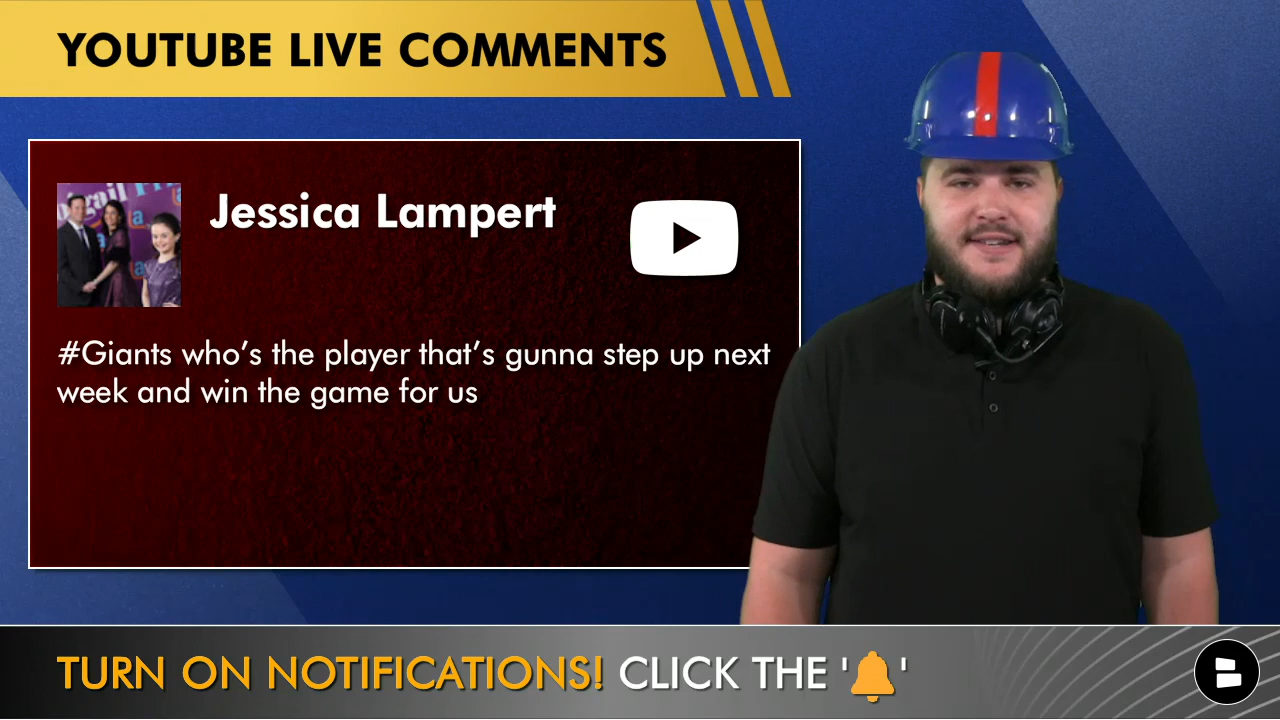 YOUTUBE LIVE COMMENTS
Jessica Lampert
#Giants who's the player that's gunna step up next
week and win the game for us
TURN ON NOTIFICATIONS! CLICK THE ' '